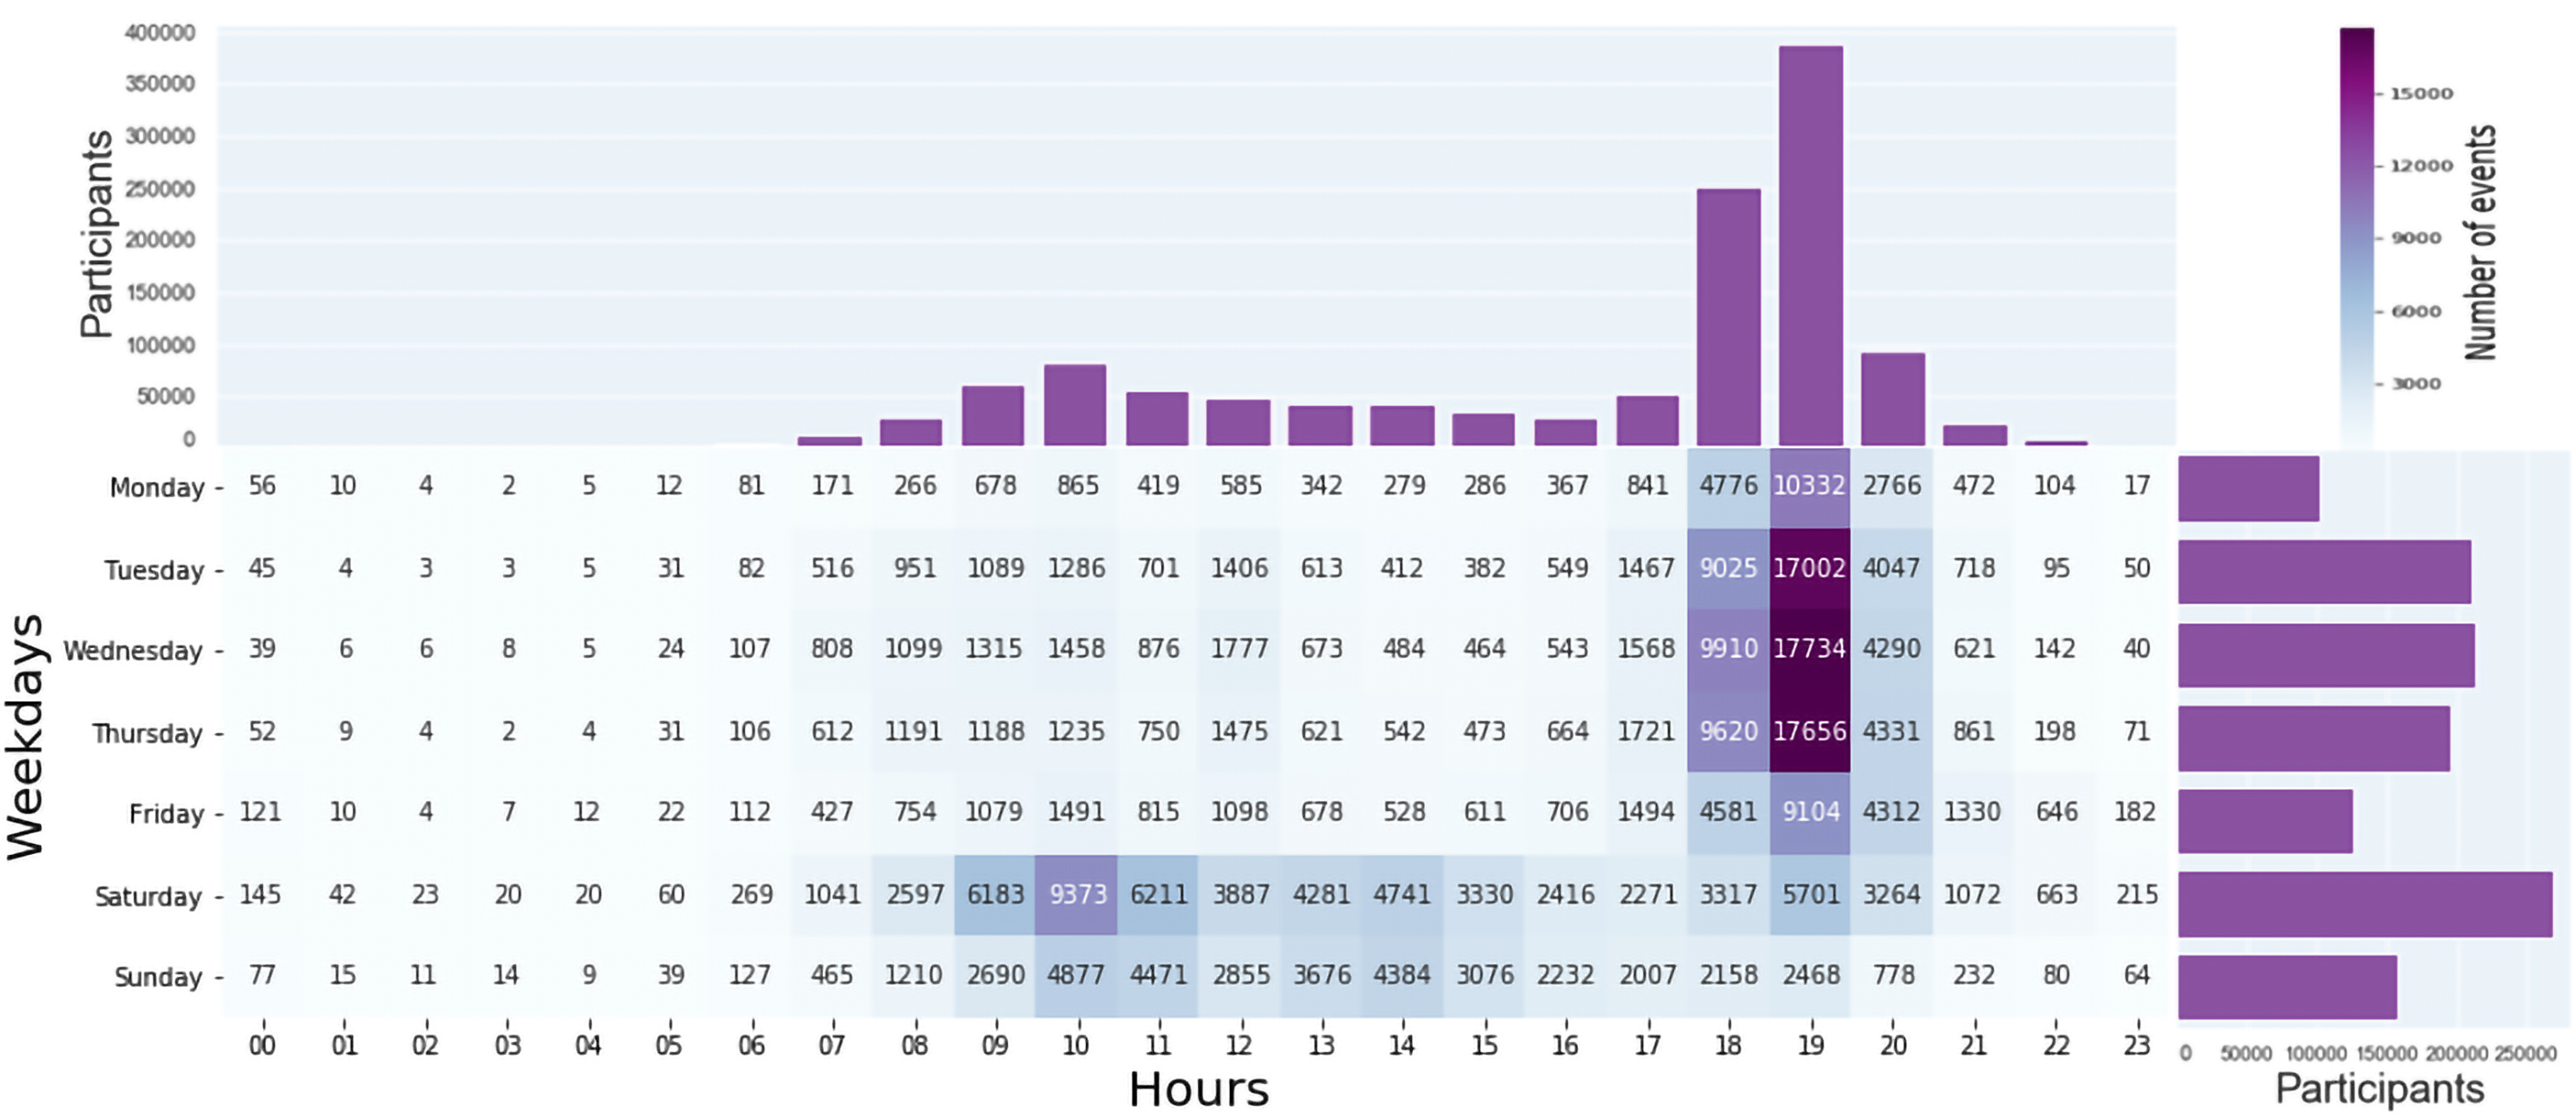 400000
350000
300000
250000
200000
150000
100000
50000
0
Participants
15000
12000
9000
6000
3000
Number of events
Weekdays
Monday 56 10 4 2 5 12 81 171 266 678 865 419 585 342 279 286 367 841 4776 10332 2766 472 104 17
Tuesday 45 4 3 3 5 31 82 516 951 1089 1286 701 1406 613 412 382 549 1467 9025 17002 4047 718 95 50
Wednesday 39 6 6 8 5 24 107 808 1099 1315 1458 876 1777 673 484 464 543 1568 9910 17734 4290 621 142 40
Thursday 52 9 4 2 4 31 106 612 1191 1188 1235 750 1475 621 542 473 664 1721 9620 17656 4331 861 198 71
Friday 121 10 4 7 12 22 112 427 754 1079 1491 815 1098 678 528 611 706 1494 4581 9104 4312 1330 646 182
Saturday 145 42 23 20 20 60 269 1041 2597 6183 9373 6211 3887 4281 4741 3330 2416 2271 3317 5701 3264 1072 663 215
Sunday 77 15 11 14 9 39 127 465 1210 2690 4877 4471 2855 3676 4384 3076 2232 2007 2158 2468 778 232 80 64
00 01 02 03 04 05 06 07 08 09 10 11 12 13 14 15 16 17 18 19 20 21 22 23
Hours
0 50000 100000 150000 200000 250000
Participants